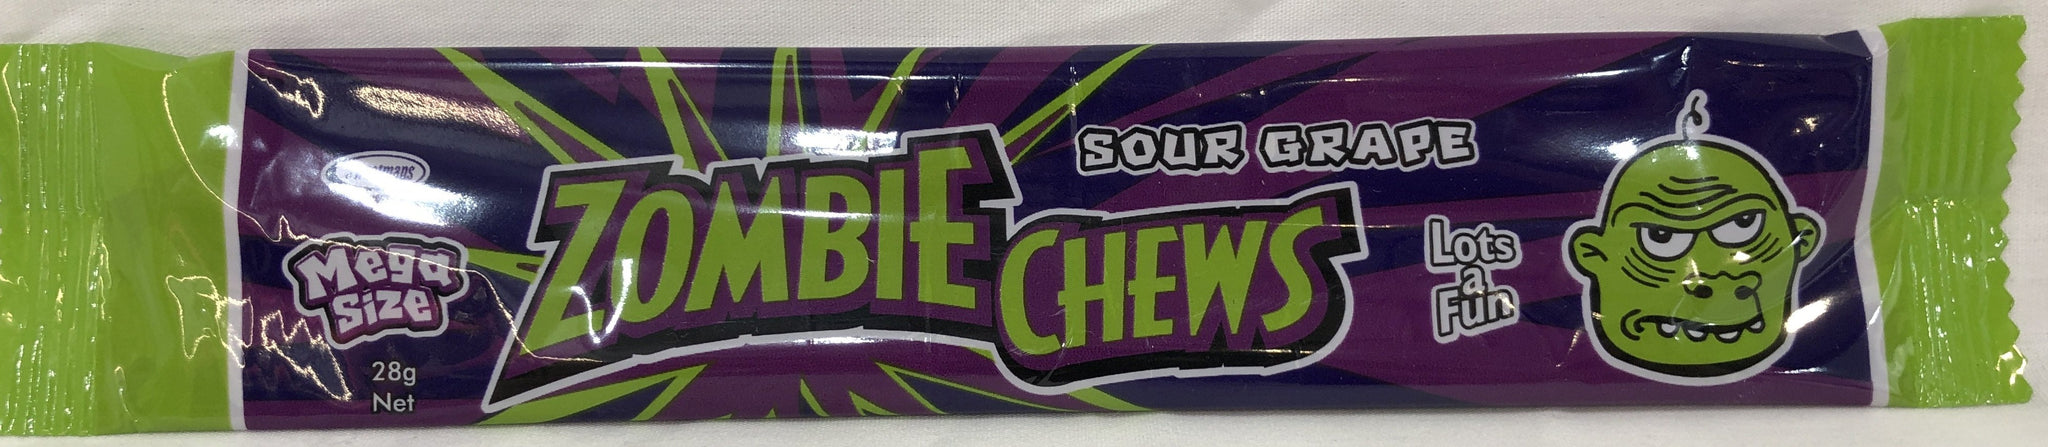 Mega
Size
28g
Net
ZOMBIE
CHEWS
SOUR GRAPE
Lots
a
Fun